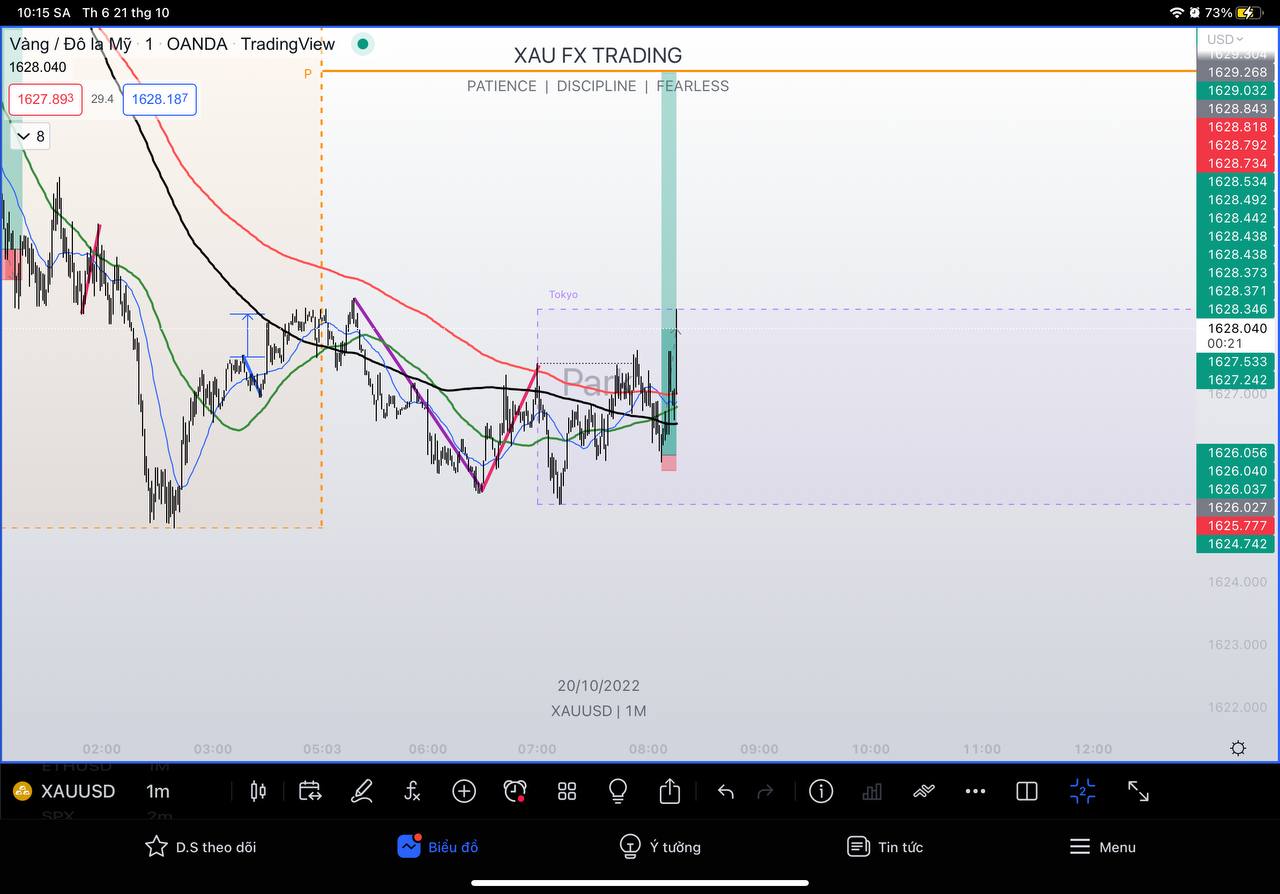 10:15 SA Th 6 21 thg 10
73%
Vàng / Đô la Mỹ · 1 · OANDA · TradingView
1628.040
1627.893 29.4 1628.187
8
XAU FX TRADING
PATIENCE | DISCIPLINE | FEARLESS
P
Tokyo
20/10/2022
XAUUSD | 1M
USD
1629.304
1629.268
1629.032
1628.843
1628.818
1628.792
1628.734
1628.534
1628.492
1628.442
1628.438
1628.438
1628.373
1628.371
1628.346
1628.040
00:21
1627.533
1627.242
1627.000
1626.056
1626.040
1626.037
1626.027
1625.777
1624.742
1624.000
1623.000
1622.000
02:00 03:00 05:03 06:00 07:00 08:00 09:00 10:00 11:00 12:00
ETHUSD 1M
XAUUSD 1m
SPX 2m
2
D.S theo dõi Biểu đồ Ý tưởng Tin tức Menu